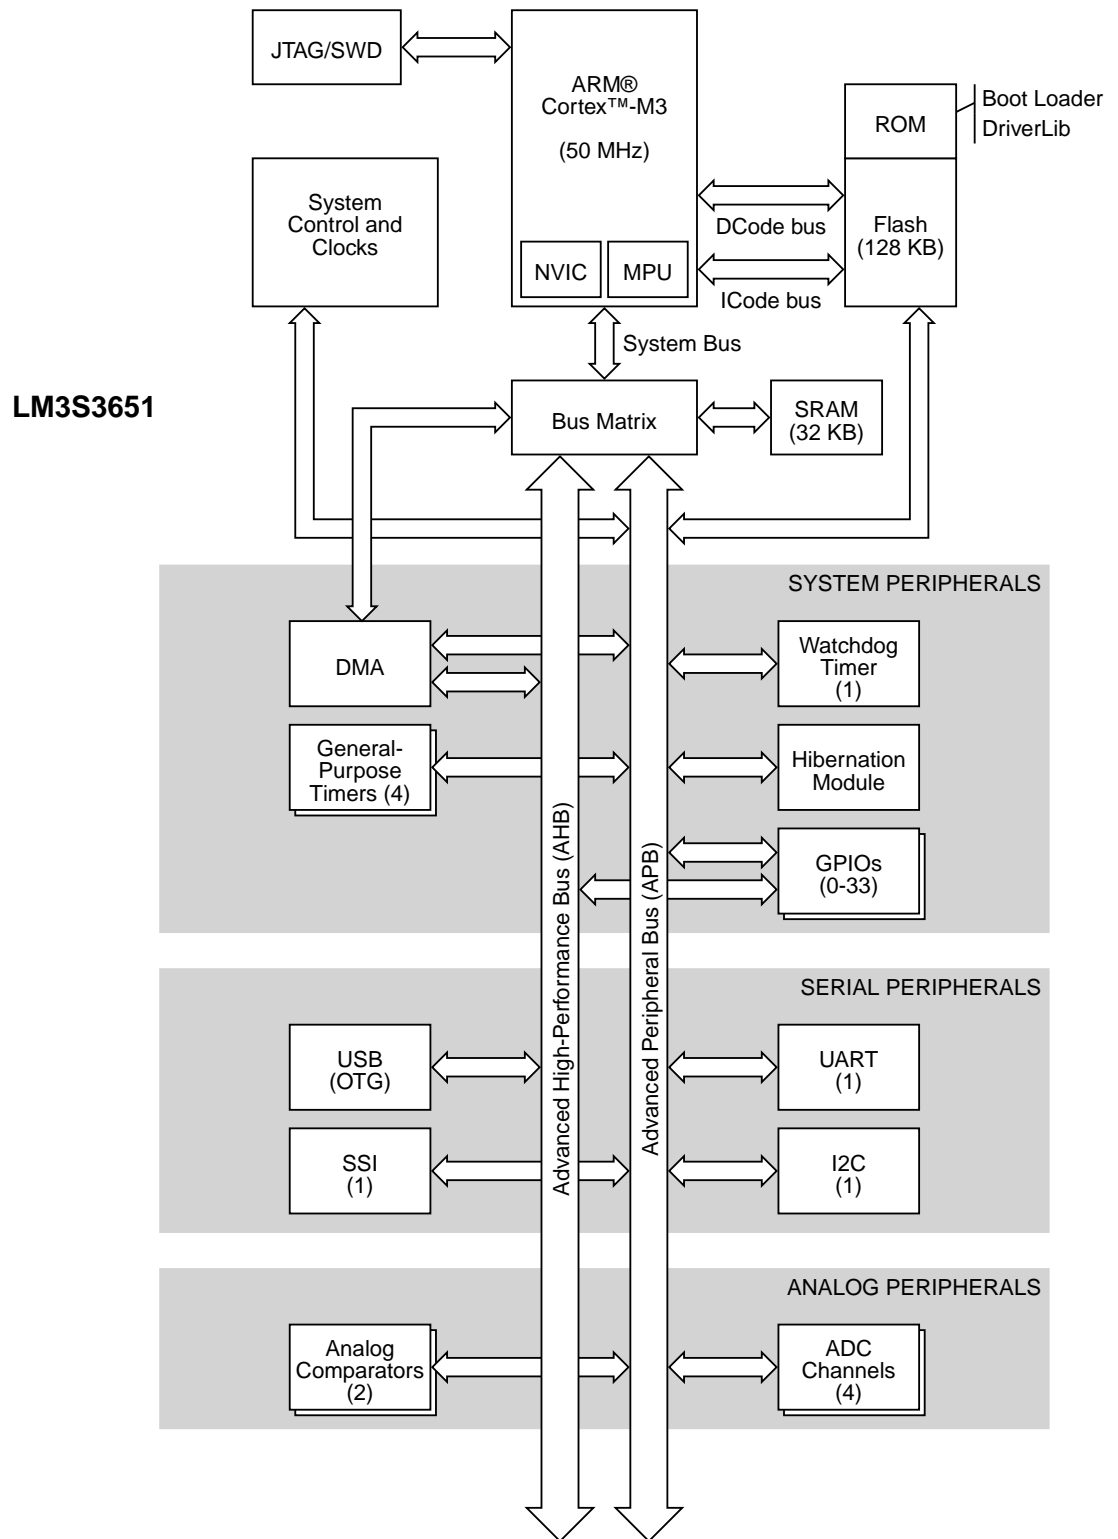 JTAG/SWD
ARM®
Cortex™-M3
(50 MHz)
NVIC
MPU
ROM
Boot Loader
DriverLib
Flash
(128 KB)
DCode bus
ICode bus
System
Control and
Clocks
System Bus
LM3S3651
Bus Matrix
SRAM
(32 KB)
SYSTEM PERIPHERALS
DMA
Watchdog
Timer
(1)
General-
Purpose
Timers (4)
Hibernation
Module
GPIOs
(0-33)
Advanced High-Performance Bus (AHB)
Advanced Peripheral Bus (APB)
SERIAL PERIPHERALS
USB
(OTG)
UART
(1)
SSI
(1)
I2C
(1)
ANALOG PERIPHERALS
Analog
Comparators
(2)
ADC
Channels
(4)